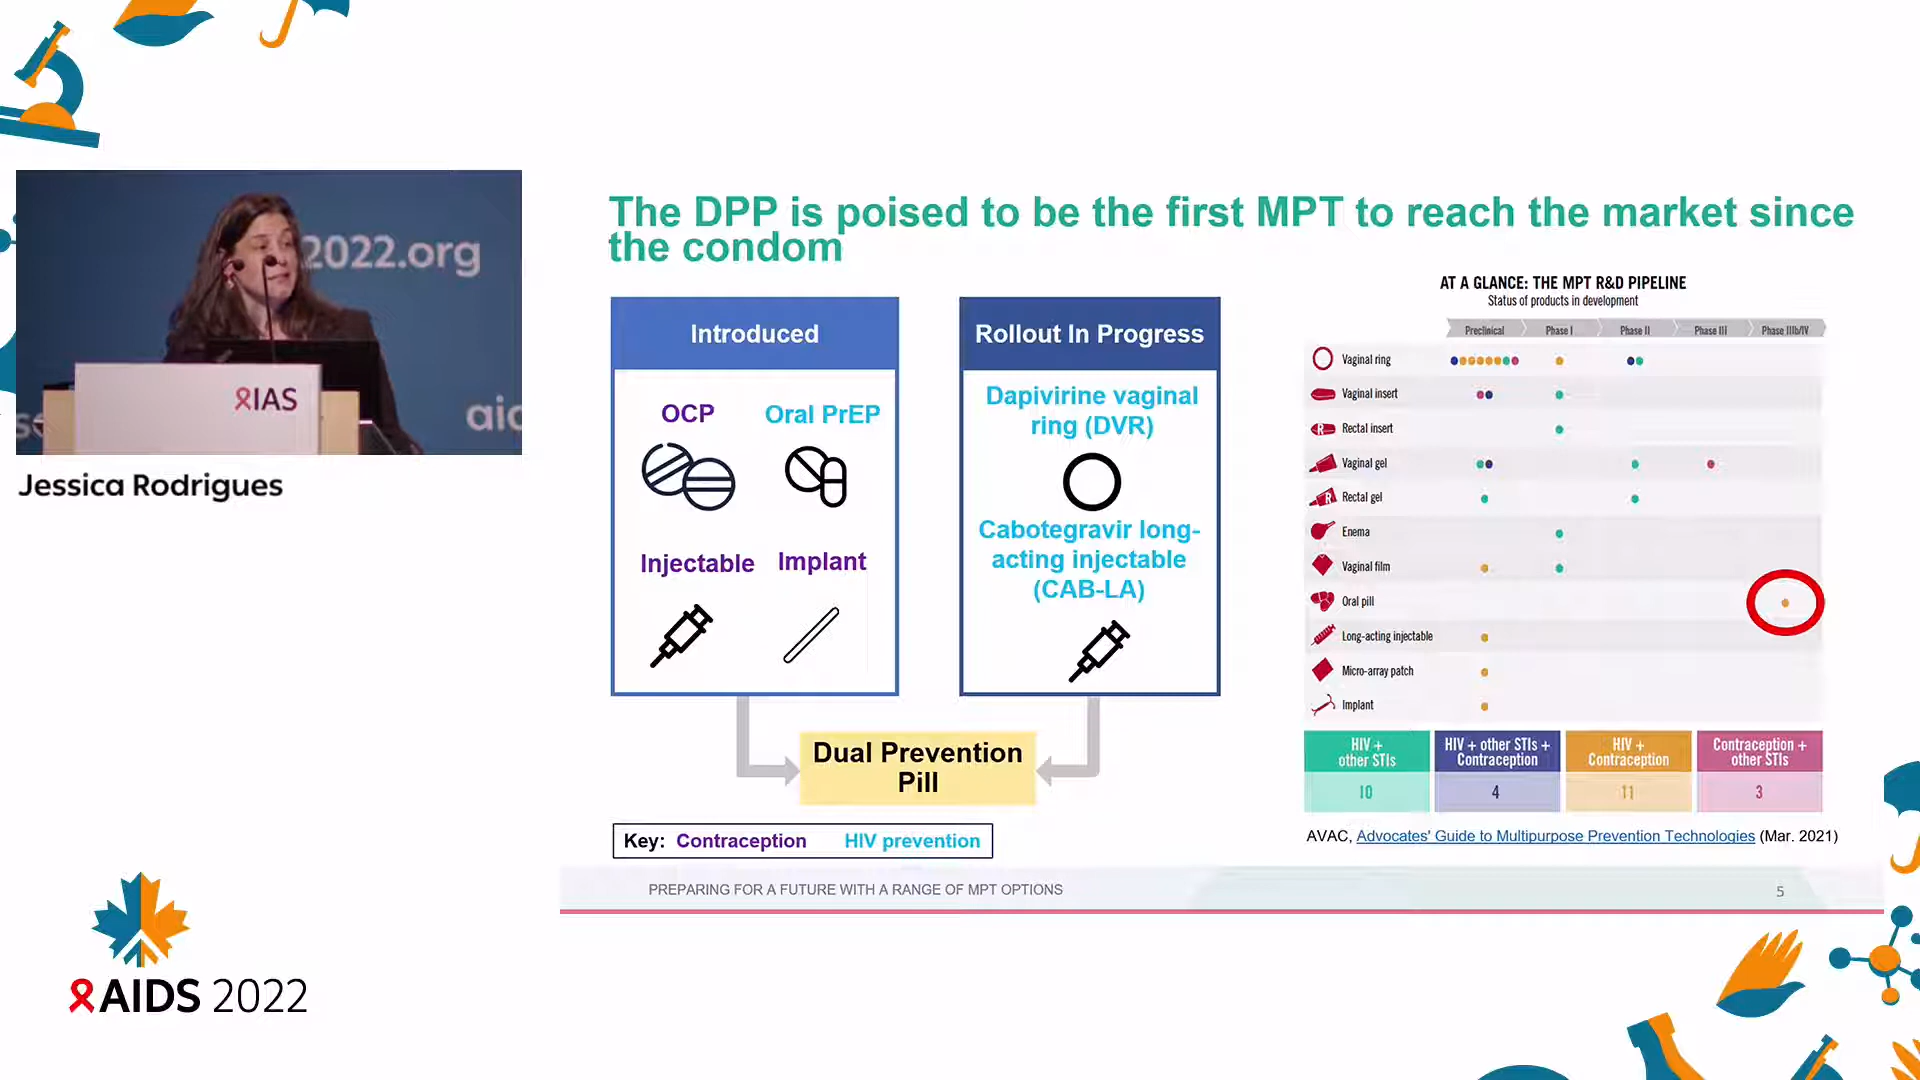 2022.org
IAS
aid
Jessica Rodrigues
The DPP is poised to be the first MPT to reach the market since
the condom
Introduced
OCP
Oral PrEP
Injectable
Implant
Rollout In Progress
Dapivirine vaginal
ring (DVR)
Cabotegravir long-
acting injectable
(CAB-LA)
Dual Prevention
Pill
Key: Contraception HIV prevention
AT A GLANCE: THE MPT R&D PIPELINE
Status of products in development
Preclinical Phase I Phase II Phase III Phase IIIb/IV
Vaginal ring
Vaginal insert
R Rectal insert
Vaginal gel
R Rectal gel
Enema
Vaginal film
Oral pill
Long-acting injectable
Micro-array patch
Implant
HIV +
other STIs
10
HIV + other STIs +
Contraception
4
HIV +
Contraception
11
Contraception +
other STIs
3
AVAC, Advocates' Guide to Multipurpose Prevention Technologies (Mar. 2021)
PREPARING FOR A FUTURE WITH A RANGE OF MPT OPTIONS
5
AIDS 2022